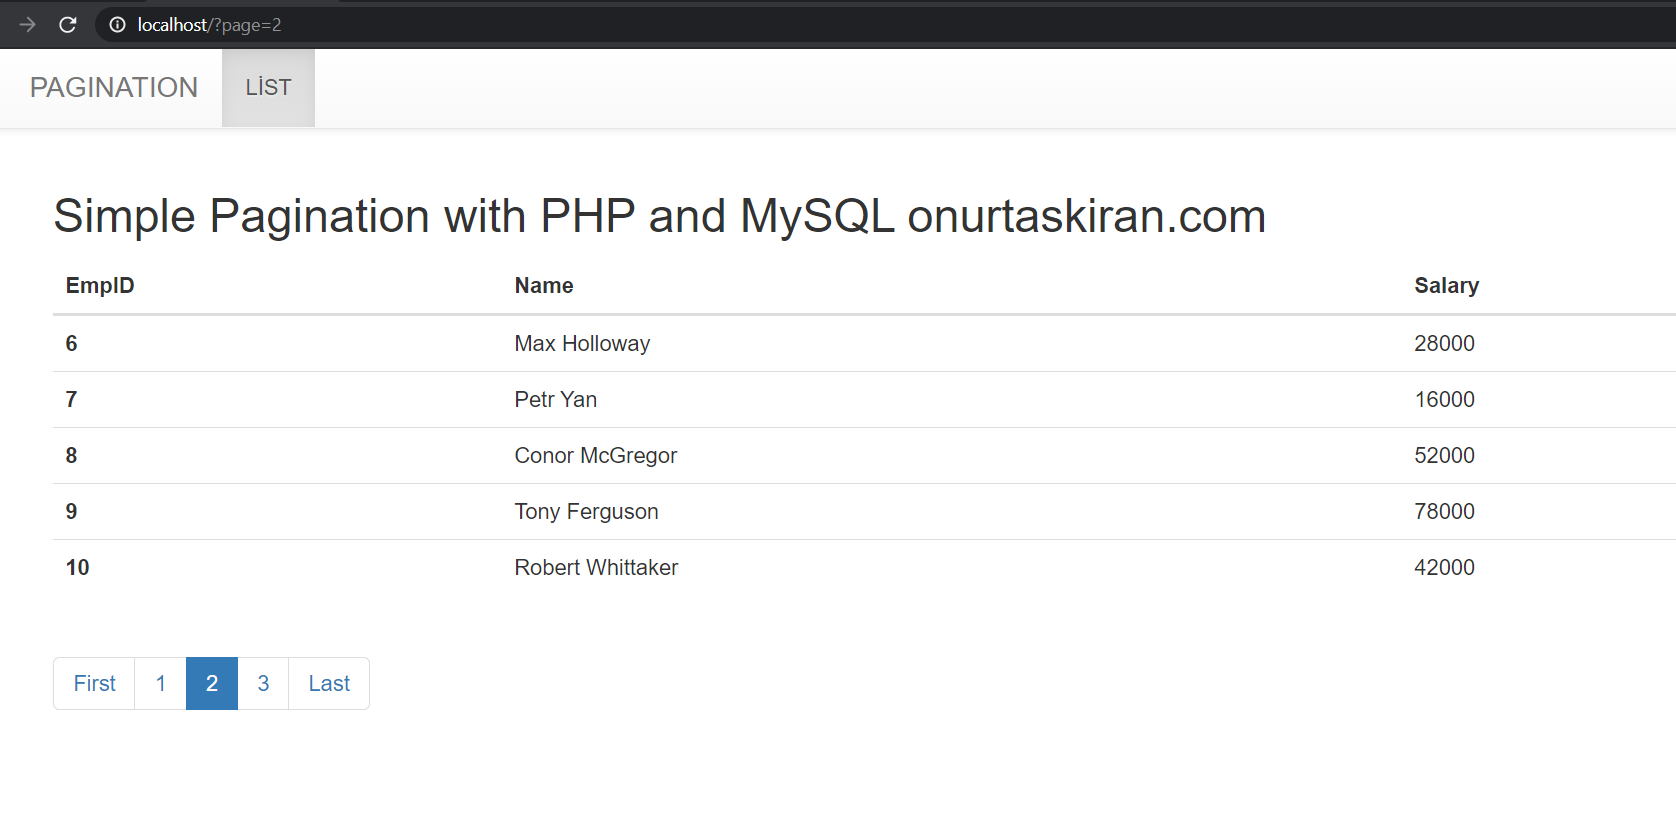 localhost/?page=2
PAGINATION LİST
Simple Pagination with PHP and MySQL onurtaskiran.com
EmpID Name Salary
6 Max Holloway 28000
7 Petr Yan 16000
8 Conor McGregor 52000
9 Tony Ferguson 78000
10 Robert Whittaker 42000
First 1 2 3 Last